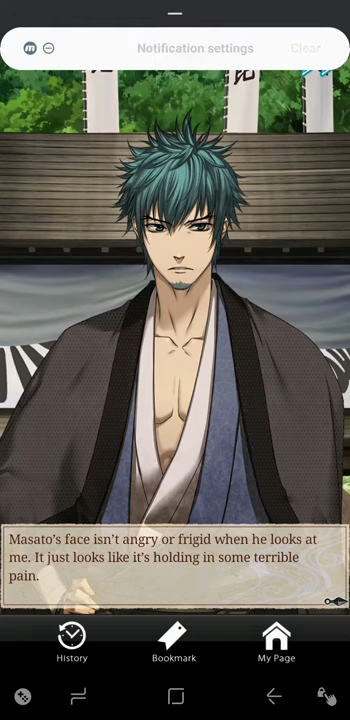 Notification settings
Clear
比
Masato's face isn't angry or frigid when he looks at
me. It just looks like it's holding in some terrible
pain.
History
Bookmark
My Page